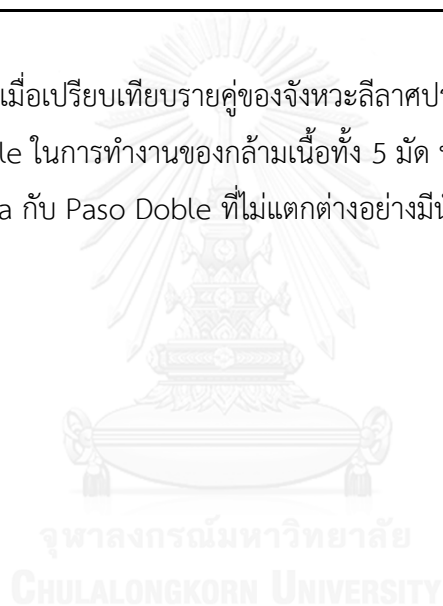 เมื่อเปรียบเทียบรายคู่ของจังหวะลีลาศ
le ในการทำงานของกล้ามเนื้อทั้ง 5 มัด
a กับ Paso Doble ที่ไม่แตกต่างอย่างมี
จุฬาลงกรณ์มหาวิทยาลัย
CHULALONGKORN UNIVERSITY